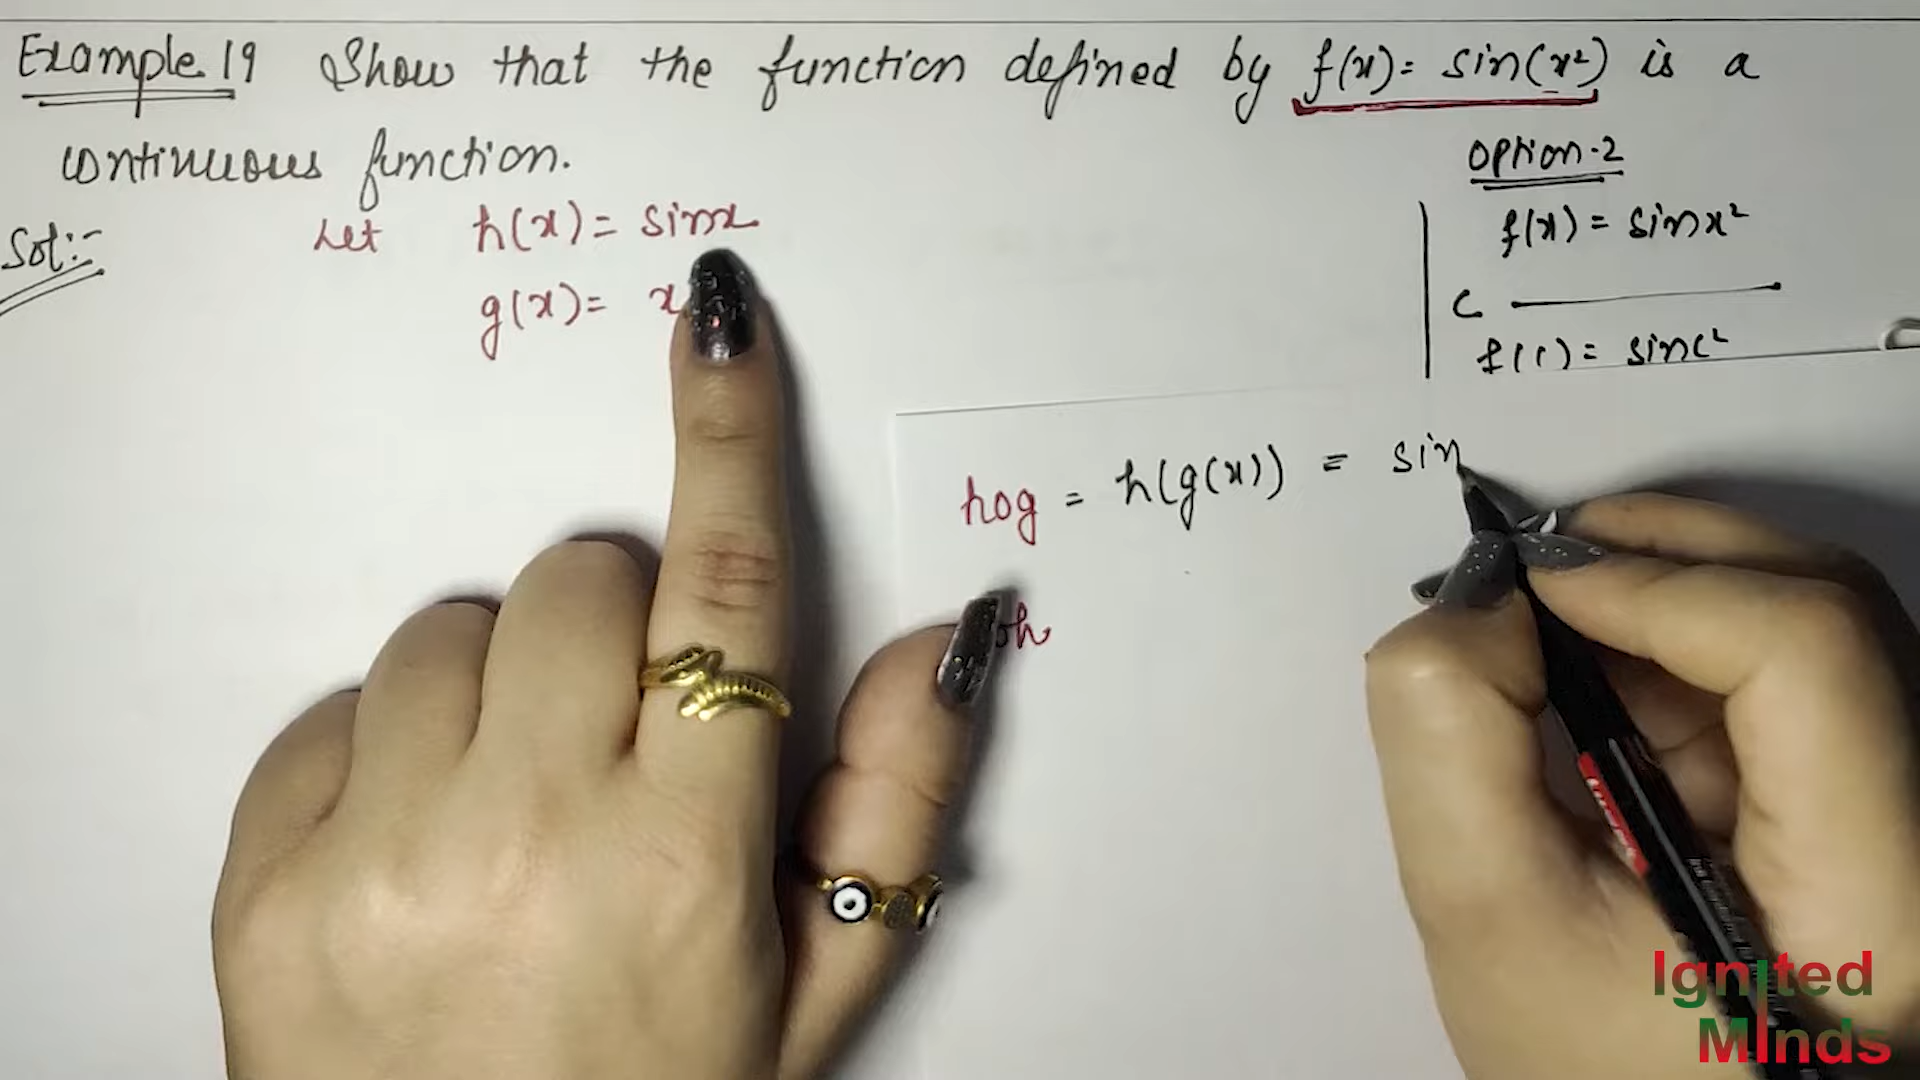 Example 19 Show that the function defined by f(x) = sin(x²) is a
continuous function.
Sol:-
Let h(x) = sinx
g(x) = x
Option-2
f(x) = sinx²
C
f(c) = sinc²
hog = h(g(x)) = sin
oh
Ignited
Minds